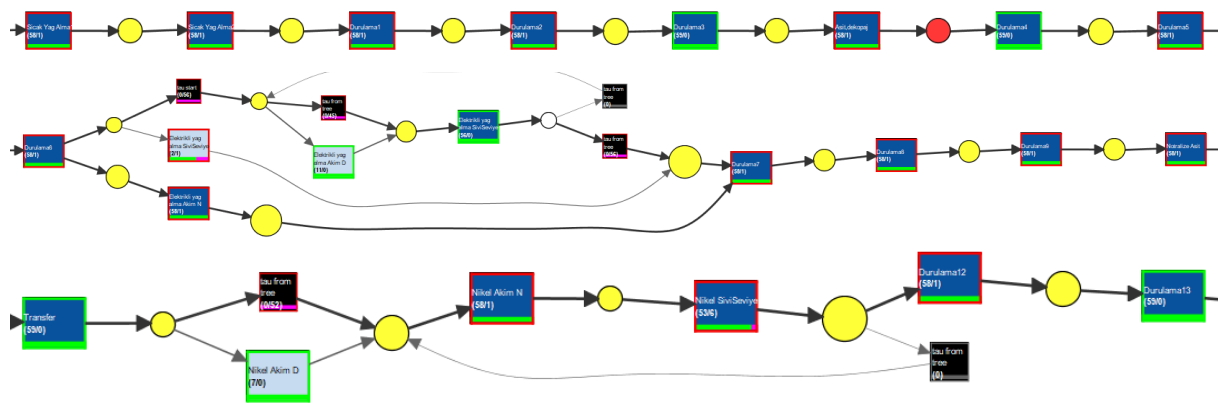 Sicak Yag Alma
(58/1)
Sicak Yag Alma
(58/1)
Durulama1
(58/1)
Durulama2
(58/1)
Durulama3
(59/0)
Asit.dekopaj
(58/1)
Durulama4
(59/0)
Durulama5
(58/1)
Durulama6
(58/1)
tau start
(0/56)
Elektrikli yag
alma SiviSeviye
(2/1)
Elektrikli yag
alma Akim N
(58/1)
tau from
tree
(0/45)
Elektrikli yag
alma Akim D
(11/0)
Elektrikli yag
alma SiviSeviye
(56/0)
tau from
tree
(0)
tau from
tree
(0/56)
Durulama7
(58/1)
Durulama8
(58/1)
Durulama9
(58/1)
Notralize Asit
(58/1)
Transfer
(59/0)
tau from
tree
(0/52)
Nikel Akim D
(7/0)
Nikel Akim N
(58/1)
Nikel SiviSeviye
(53/6)
Durulama12
(58/1)
tau from
tree
(0)
Durulama13
(59/0)